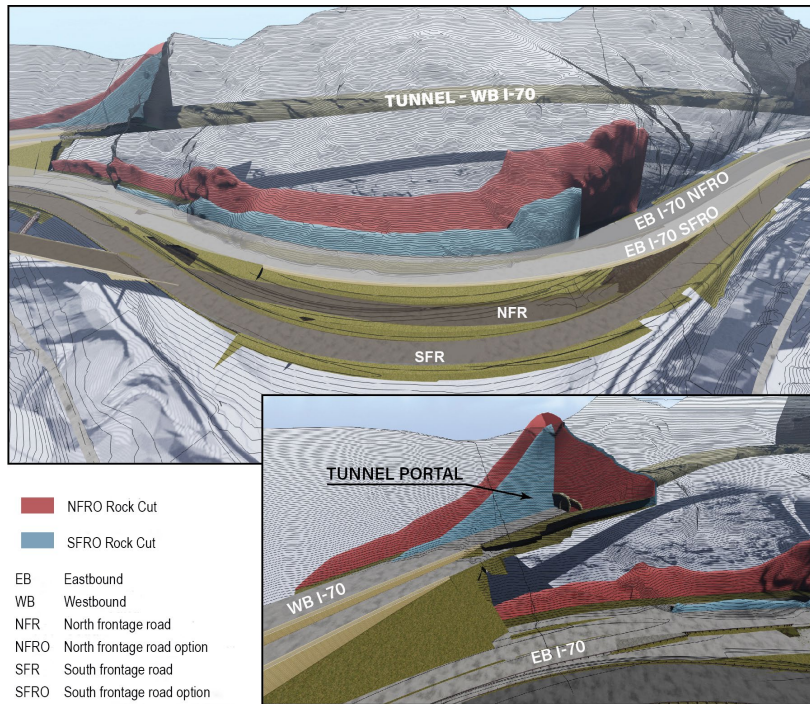 TUNNEL - WB I-70
EB I-70 NFRO
EB I-70 SFRO
NFR
SFR
TUNNEL PORTAL
WB I-70
EB I-70
NFRO Rock Cut
SFRO Rock Cut
EB Eastbound
WB Westbound
NFR North frontage road
NFRO North frontage road option
SFR South frontage road
SFRO South frontage road option